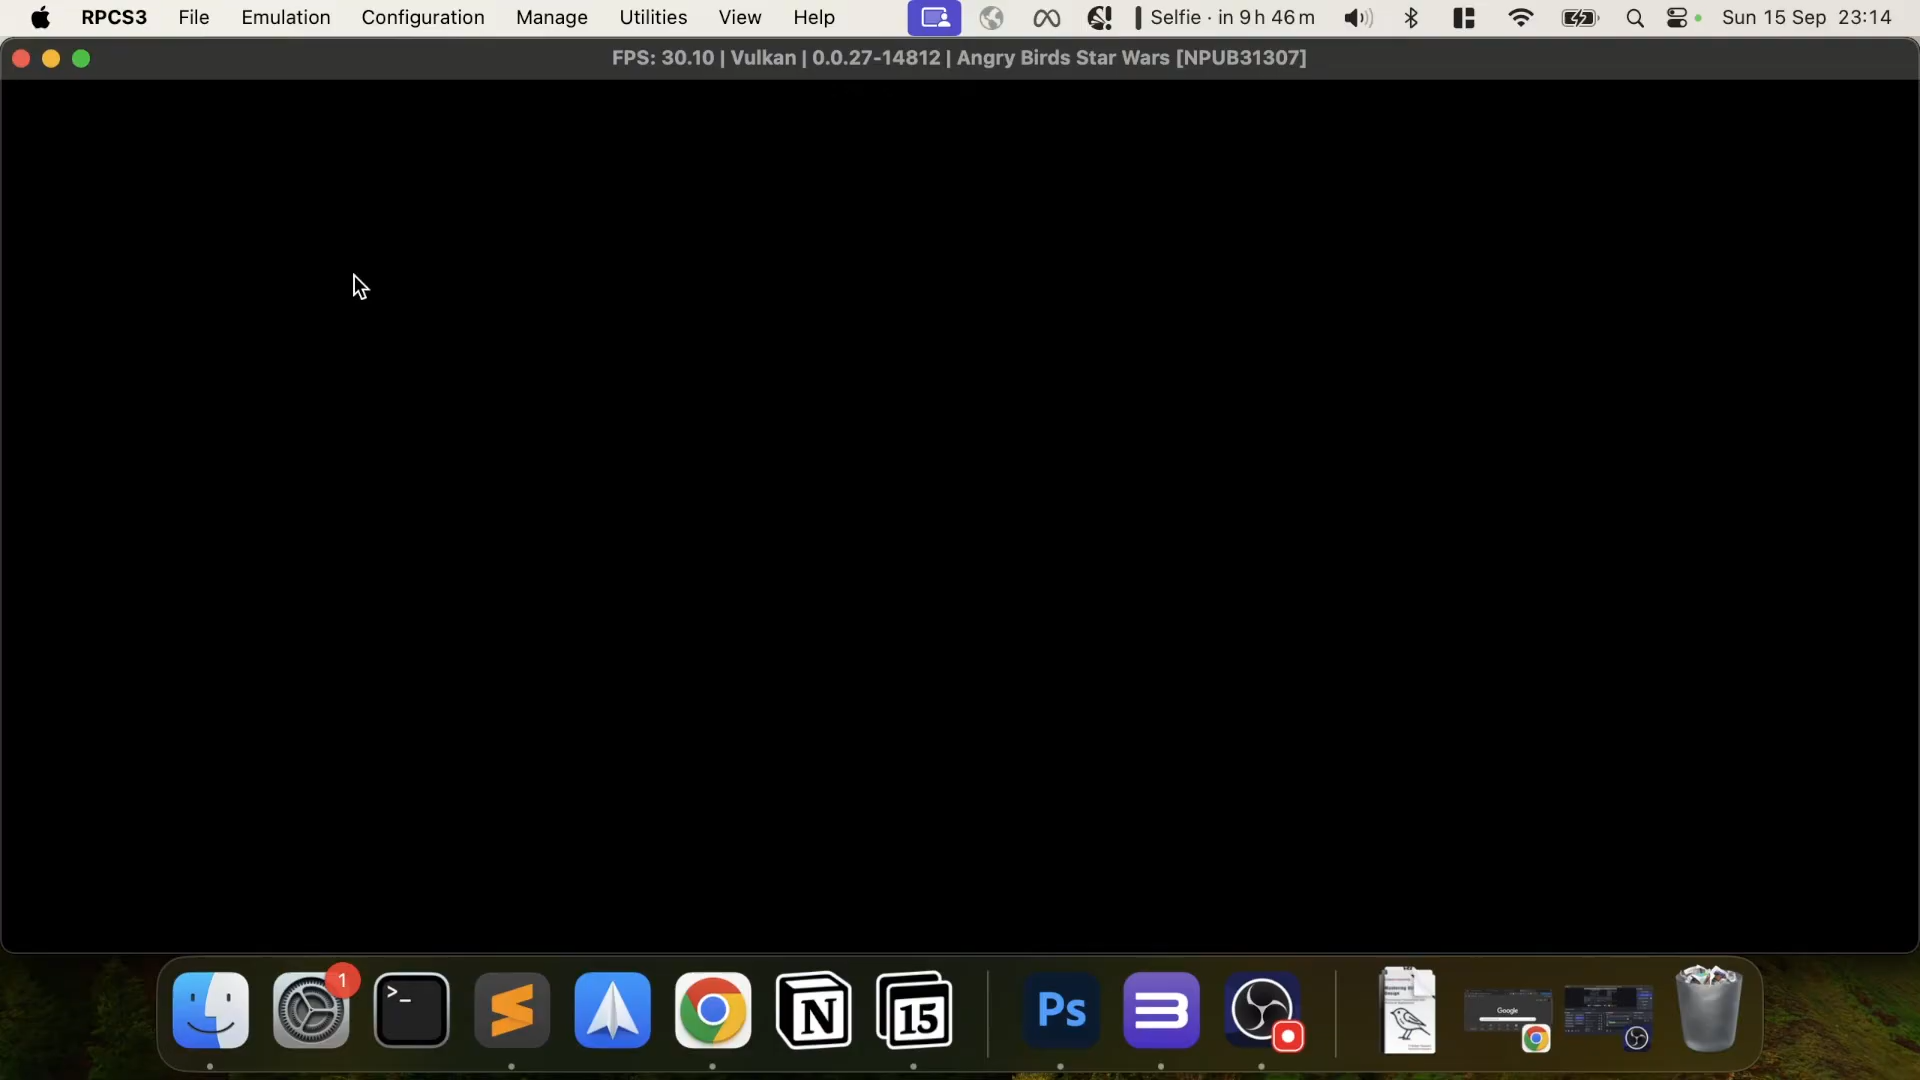 RPCS3 File Emulation Configuration Manage Utilities View Help Selfie · in 9 h 46 m Sun 15 Sep 23:14
FPS: 30.10 | Vulkan | 0.0.27-14812 | Angry Birds Star Wars [NPUB31307]
1
>_
N
15
Ps
Google